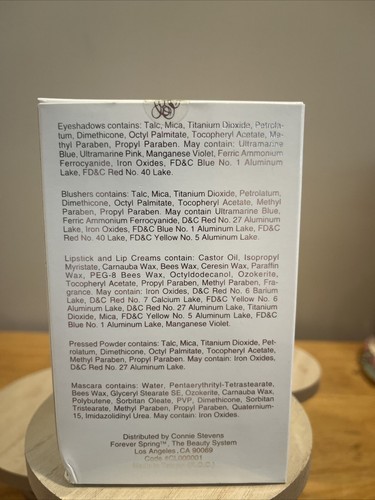 Eyeshadows contains: Talc, Mica, Titanium Dioxide, Petrola-
tum, Dimethicone, Octyl Palmitate, Tocopheryl Acetate, Me-
thyl Paraben, Propyl Paraben. May contain: Ultramarine
Blue, Ultramarine Pink, Manganese Violet, Ferric Ammonium
Ferrocyanide, Iron Oxides, FD&C Blue No. 1 Aluminum
Lake, FD&C Red No. 40 Lake.
Blushers contains: Talc, Mica, Titanium Dioxide, Petrolatum,
Dimethicone, Octyl Palmitate, Tocopheryl Acetate, Methyl
Paraben, Propyl Paraben. May contain Ultramarine Blue,
Ferric Ammonium Ferrocyanide, D&C No. 27 Aluminum
Lake, Iron Oxides, FD&C Blue No. 1 Aluminum Lake, FD&C
Red No. 40 Lake, FD&C Yellow No. 5 Aluminum Lake.
Lipstick and Lip Creams contain: Castor Oil, Isopropyl
Myristate, Carnauba Wax, Bees Wax, Ceresin Wax, Paraffin
Wax, PEG-8 Bees Wax, Octyldodecanol, Ozokerite,
Tocopheryl Acetate, Propyl Paraben, Methyl Paraben, Fra-
grance. May contain: Iron Oxides, D&C Red No. 6 Barium
Lake, D&C Red No. 7 Calcium Lake, FD&C Yellow No. 6
Aluminum Lake, D&C Red No. 27 Aluminum Lake, Titanium
Dioxide, Mica, FD&C Yellow No. 5 Aluminum Lake, FD&C
Blue No. 1 Aluminum Lake, Manganese Violet.
Pressed Powder contains: Talc, Mica, Titanium Dioxide, Pet-
rolatum, Dimethicone, Octyl Palmitate, Tocopheryl Acetate,
Methyl Paraben, Propyl Paraben. May contain: Iron Oxides,
D&C Red No. 27 Aluminum Lake.
Mascara contains: Water, Pentaerythrityl-Tetrastearate,
Bees Wax, Glyceryl Stearate SE, Ozokerite, Carnauba Wax,
Polybutene, Sorbitan Oleate, PVP, Dimethicone, Sorbitan
Tristearate, Methyl Paraben, Propyl Paraben, Quaternium-
15, Imidazolidinyl Urea. May contain: Iron Oxides.
Distributed by Connie Stevens
Forever Spring™, The Beauty System
Los Angeles, CA 90069
Code #CL000021